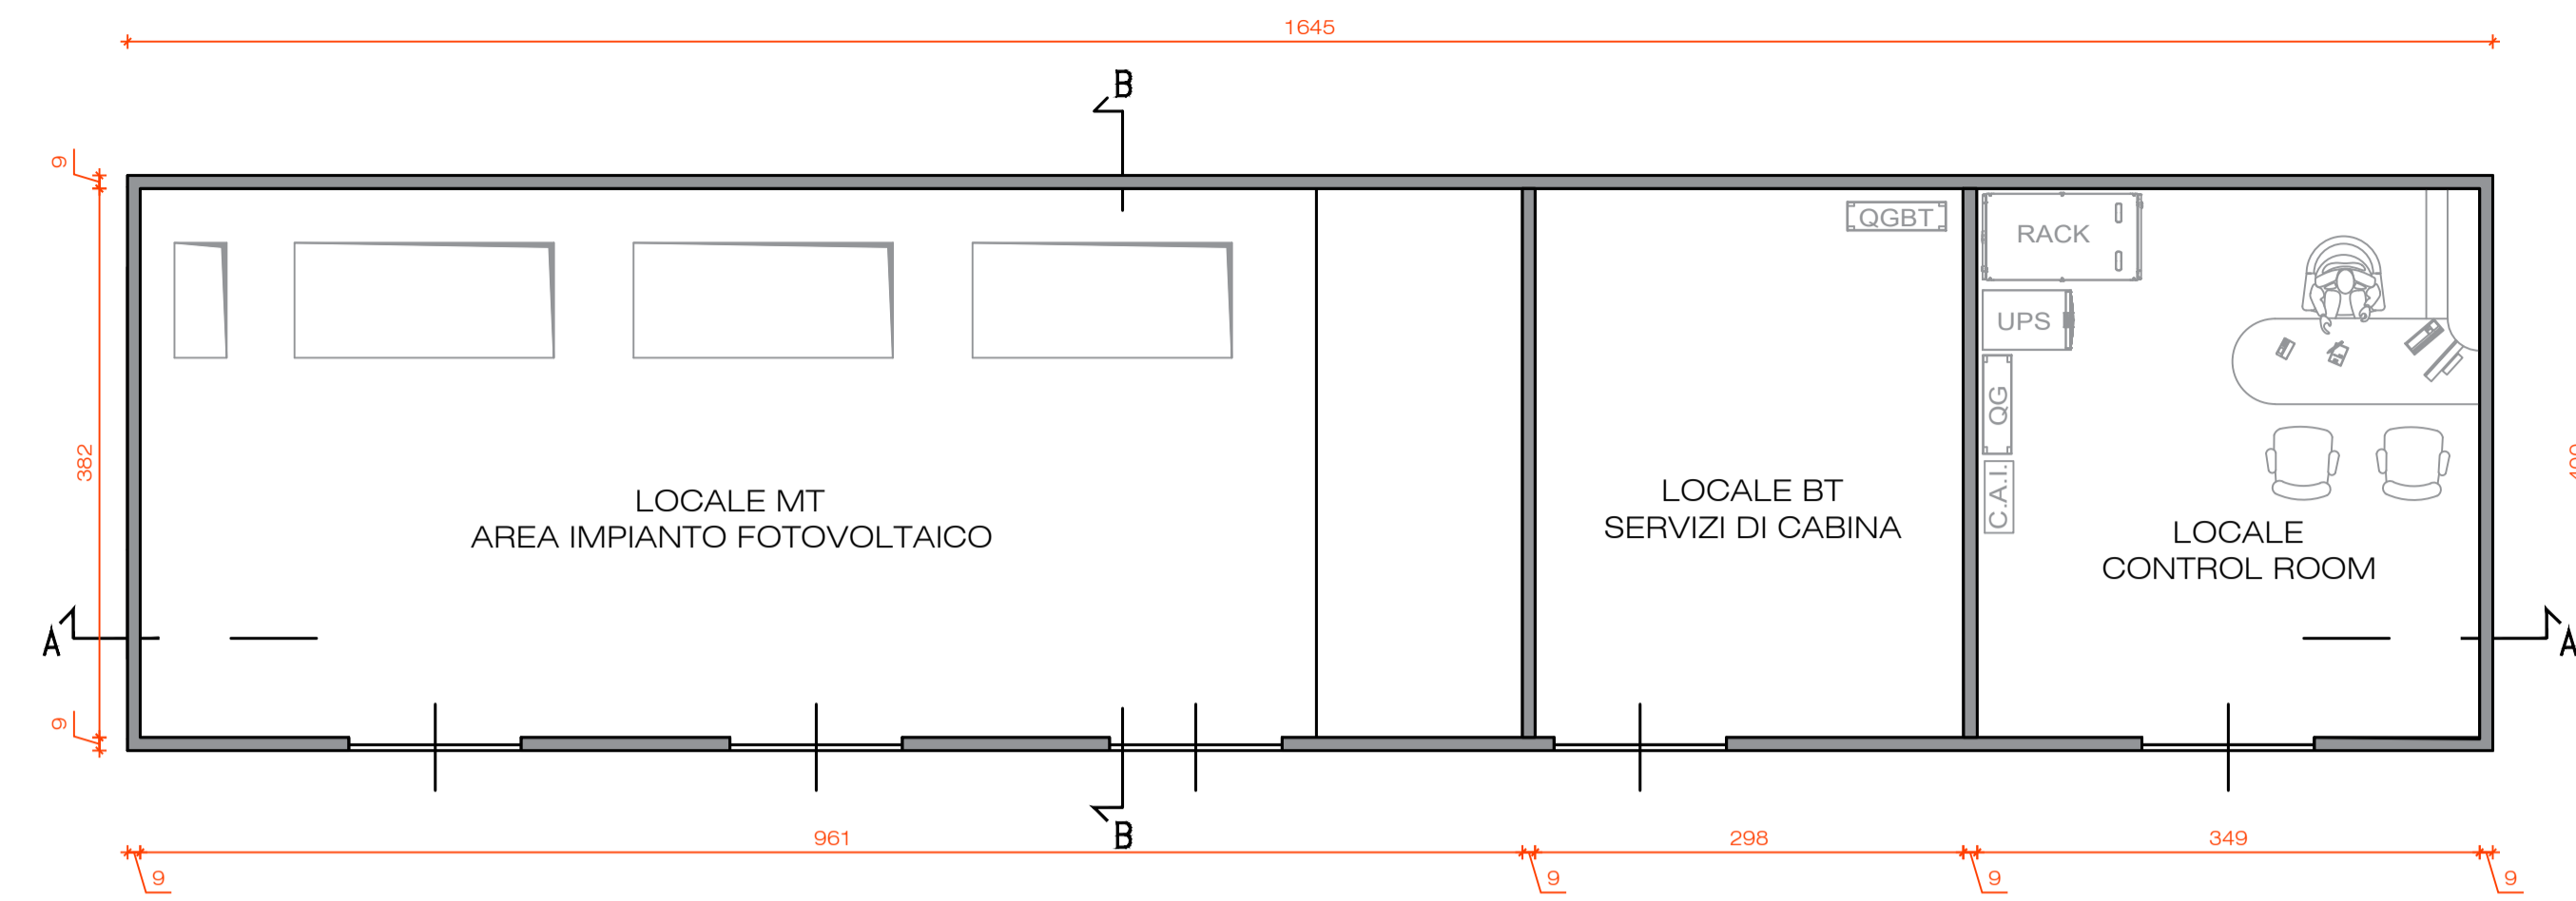 1645
B
9
QGBT
RACK
UPS
QG
C.A.I.
382
LOCALE MT
AREA IMPIANTO FOTOVOLTAICO
LOCALE BT
SERVIZI DI CABINA
LOCALE
CONTROL ROOM
A
A
9
B
961
298
349
9
9
9
9